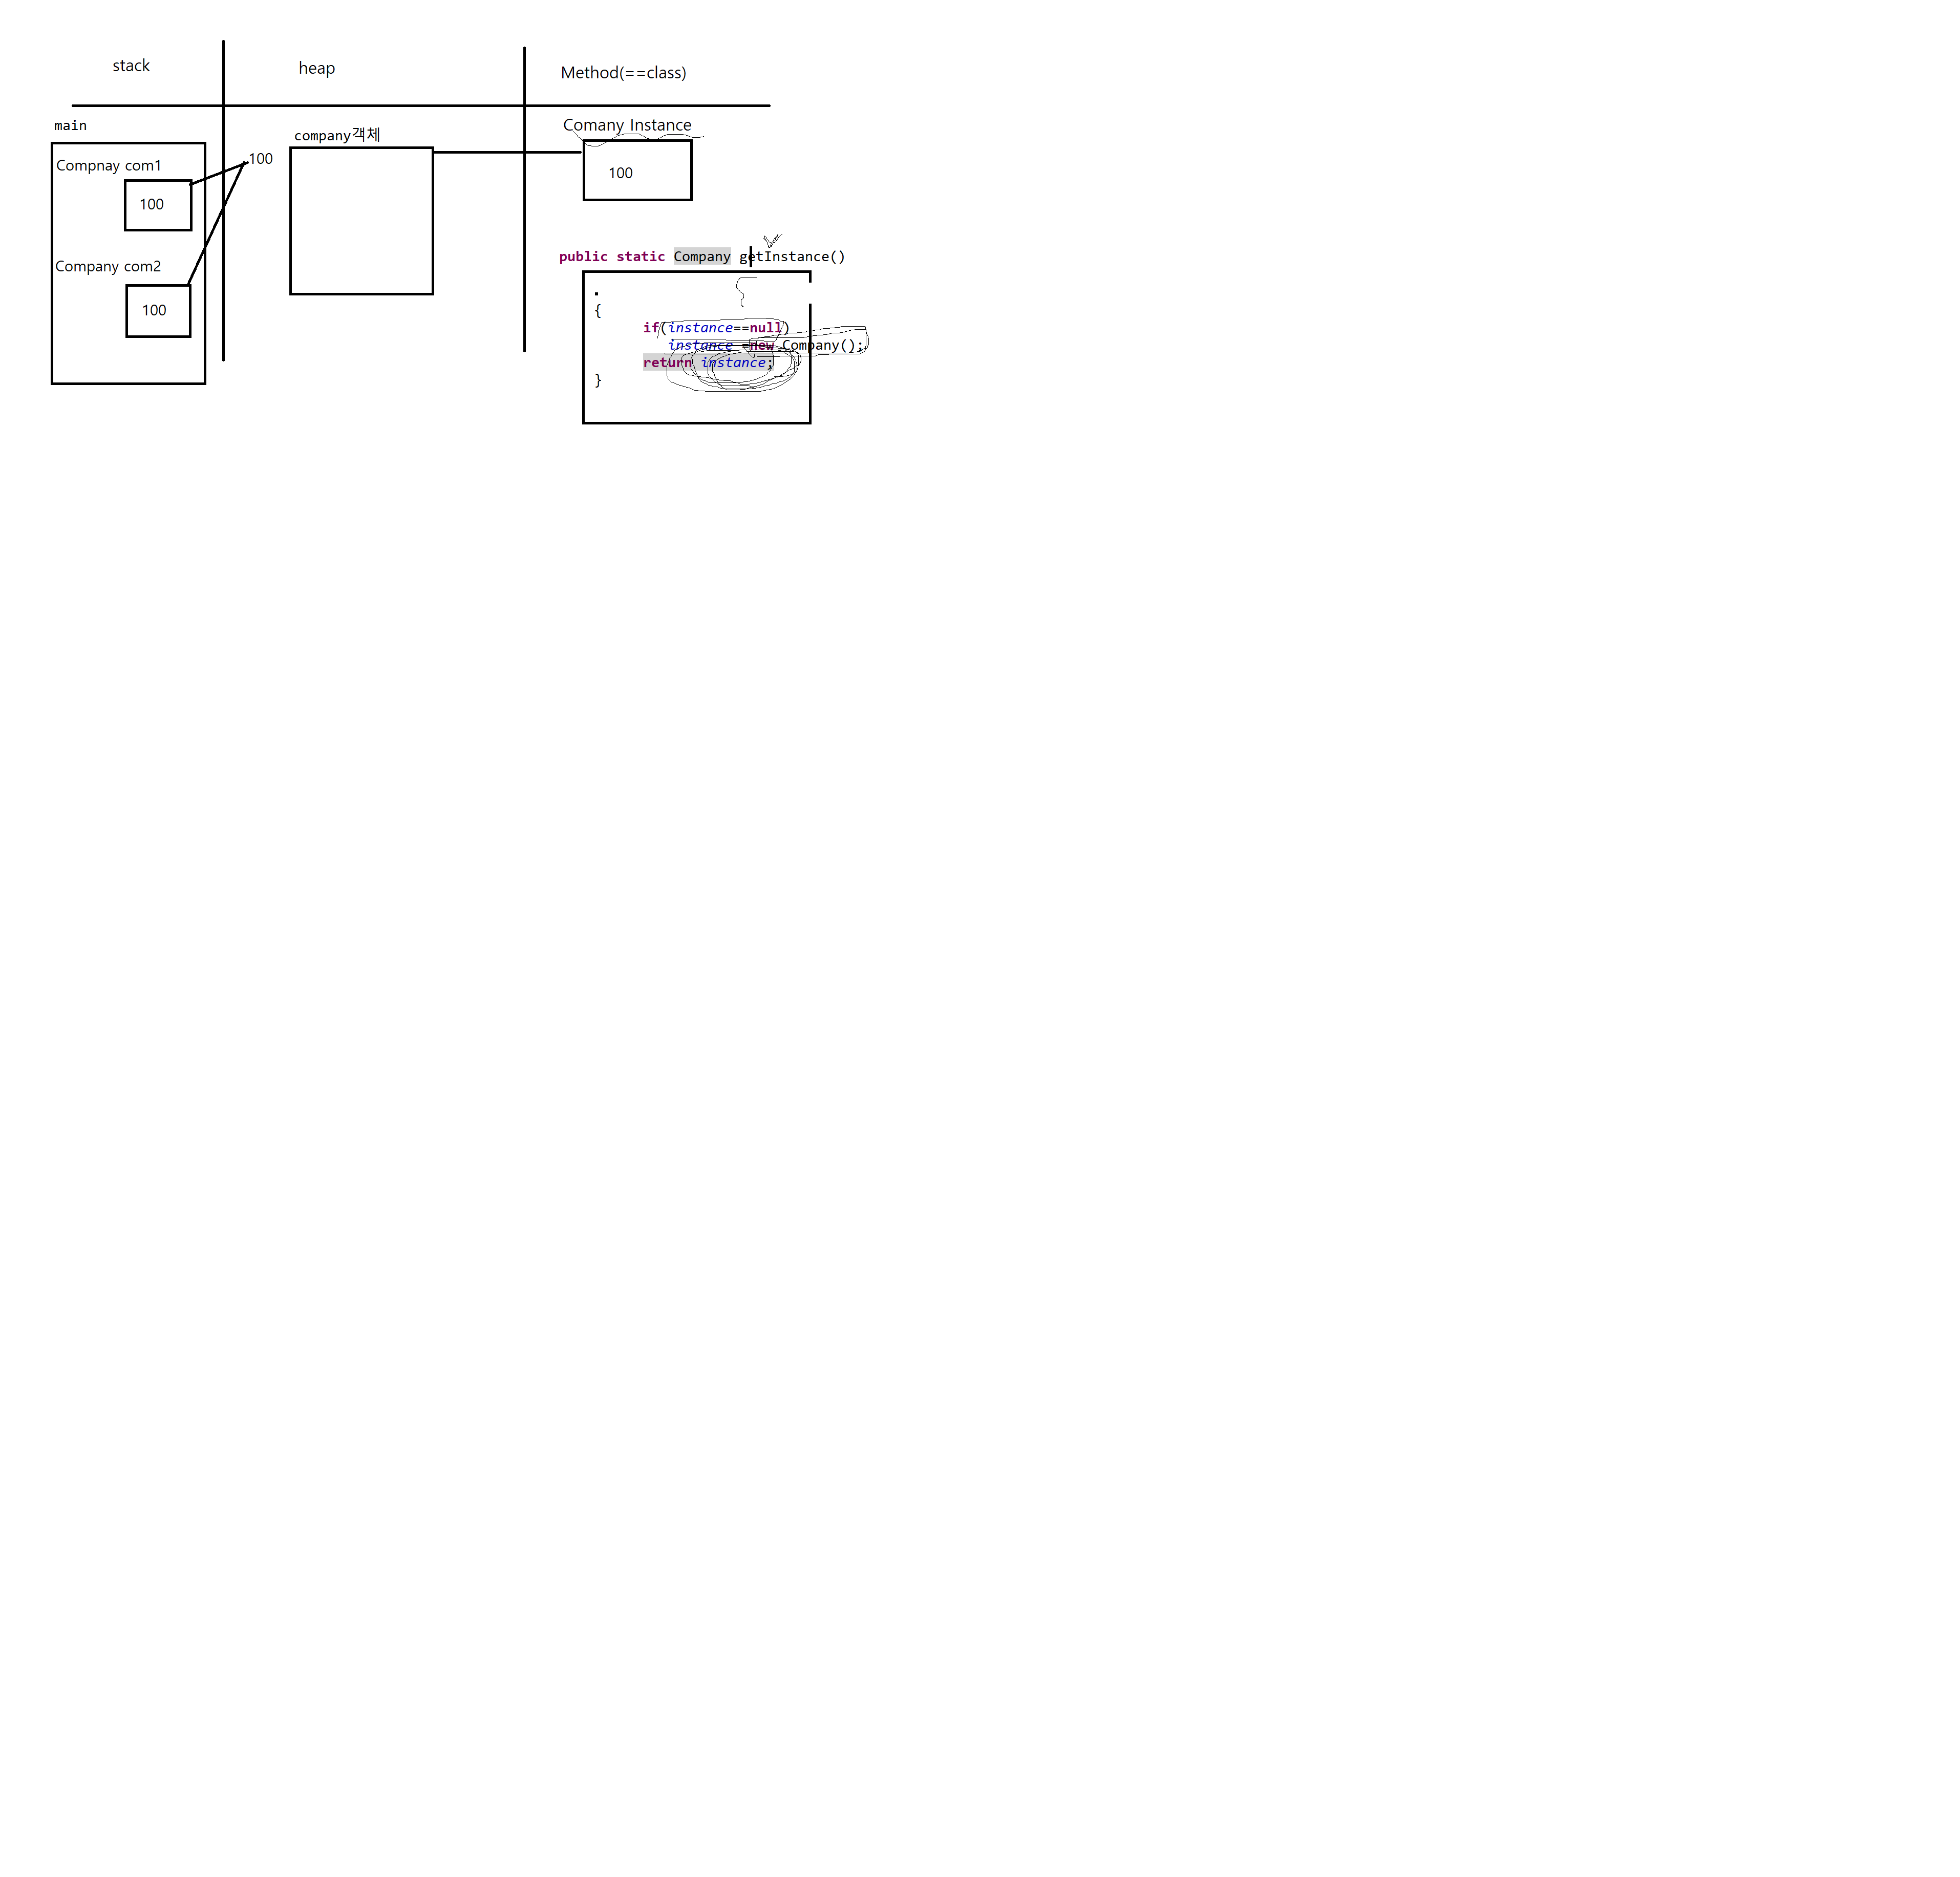 stack
heap
Method(==class)
main
Compnay com1
100
Company com2
100
100
company객체
Comany Instance
100
public static Company getInstance()
.
{
if(instance==null)
instance =new Company();
return instance;
}